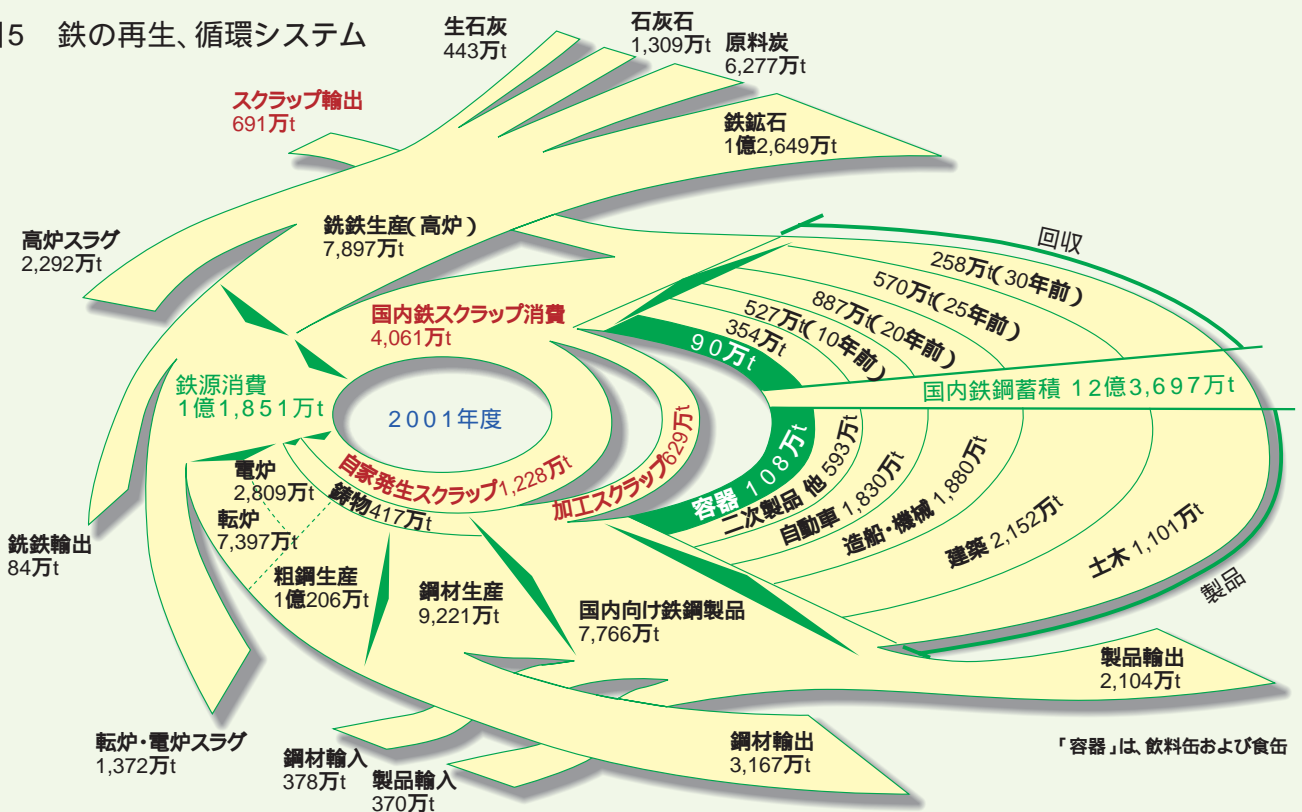 5 鉄の再生、循環システム
生石灰
443万t
石灰石
1,309万t
原料炭
6,277万t
スクラップ輸出
691万t
鉄鉱石
1億2,649万t
高炉スラグ
2,292万t
銑鉄生産(高炉)
7,897万t
回収
258万t(30年前)
570万t(25年前)
887万t(20年前)
527万t(10年前)
354万t
90万t
国内鉄スクラップ消費
4,061万t
国内鉄鋼蓄積 12億3,697万t
鉄源消費
1億1,851万t
2001年度
自家発生スクラップ1,228万t
加工スクラップ629万t
容器 108万t
二次製品 他 593万t
自動車 1,830万t
造船・機械 1,880万t
建築 2,152万t
土木 1,101万t
製品
電炉
2,809万t
鋳物417万t
転炉
7,397万t
銑鉄輸出
84万t
粗鋼生産
1億206万t
鋼材生産
9,221万t
国内向け鉄鋼製品
7,766万t
製品輸出
2,104万t
転炉・電炉スラグ
1,372万t
鋼材輸入
378万t
製品輸入
370万t
鋼材輸出
3,167万t
「容器」は、飲料缶および食缶